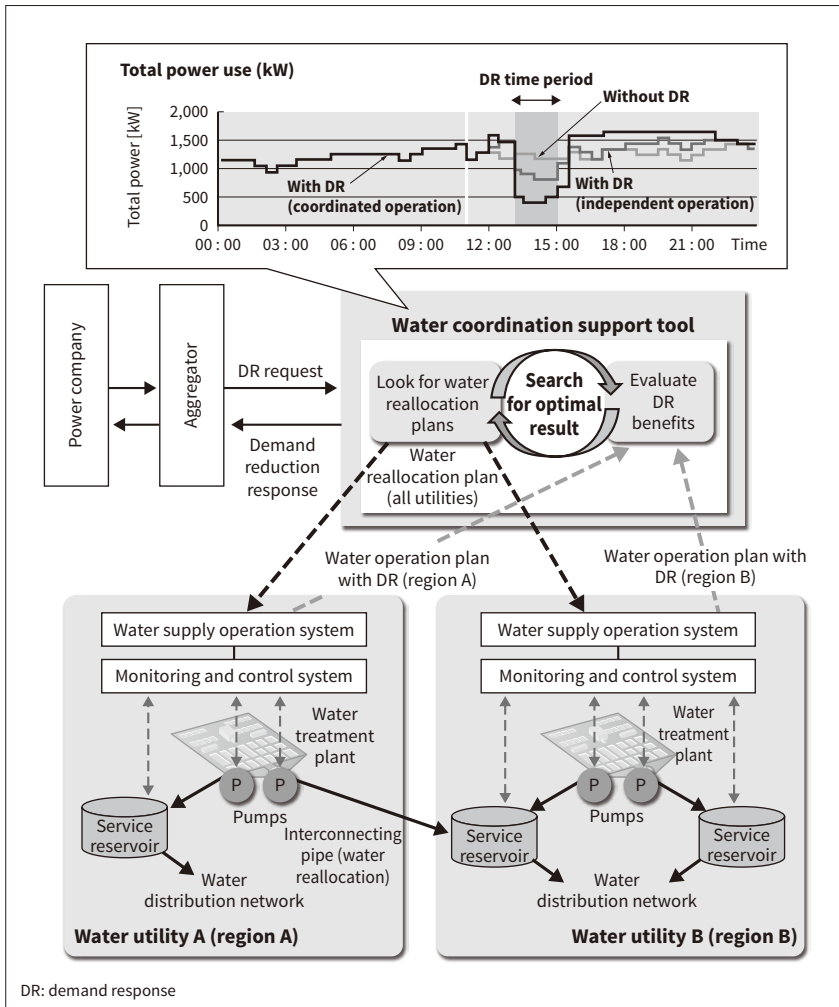 Total power use (kW)
DR time period
Without DR
Total power [kW]
2,000
1,500
1,000
500
0
With DR
(coordinated operation)
With DR
(independent operation)
00 : 00
03 : 00
06 : 00
09 : 00
12 : 00
15 : 00
18 : 00
21 : 00
Time
Power company
Aggregator
DR request
Demand
reduction
response
Water coordination support tool
Look for water
reallocation
plans
Search
for optimal
result
Evaluate
DR
benefits
Water
reallocation plan
(all utilities)
Water operation plan
with DR (region A)
Water operation plan with
DR (region B)
Water supply operation system
Monitoring and control system
Water
treatment
plant
P
P
Pumps
Service
reservoir
Interconnecting
pipe (water
reallocation)
Water
distribution network
Water utility A (region A)
Water supply operation system
Monitoring and control system
Water
treatment
plant
P
P
Pumps
Service
reservoir
Service
reservoir
Water
distribution network
Water utility B (region B)
DR: demand response